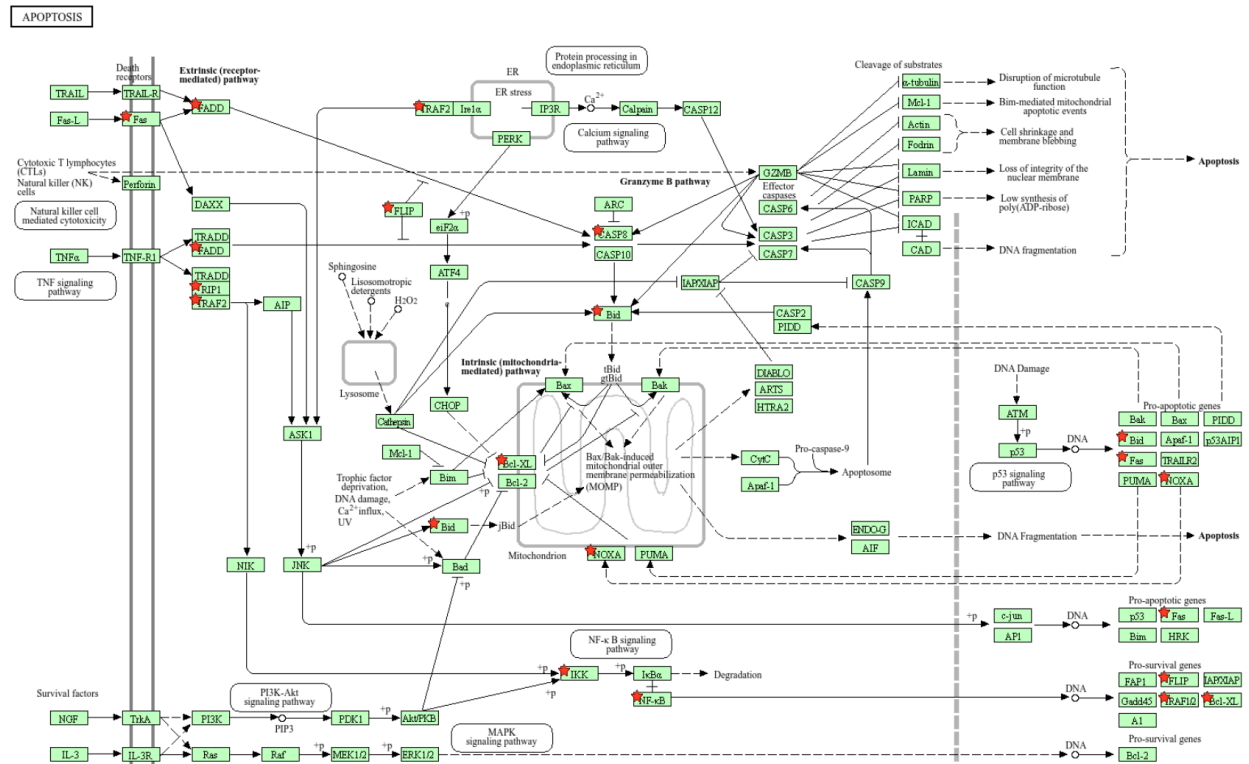 APOPTOSIS
Protein processing in
endoplasmic reticulum
Death
receptors
Extrinsic (receptor-
mediated) pathway
ER
ER stress
Cleavage of substrates
TRAIL
TRAIL-R
FADD
Fas-L
Fas
TRAF2
Ire1α
IP3R
Ca2+
Calpain
CASP12
PERK
Calcium signaling
pathway
α-tubulin
Disruption of microtubule
function
Mcl-1
Bim-mediated mitochondrial
apoptotic events
Actin
Fodrin
Cell shrinkage and
membrane blebbing
Lamin
Loss of integrity of the
nuclear membrane
PARP
Low synthesis of
poly(ADP-ribose)
ICAD
CAD
DNA fragmentation
Apoptosis
Cytotoxic T lymphocytes
(CTLs)
Natural killer (NK)
cells
Perforin
Natural killer cell
mediated cytotoxicity
DAXX
FLIP
+p
eiF2α
ATF4
e
CHOP
Granzyme B pathway
GZMB
Effector
caspases
CASP6
CASP3
CASP7
ARC
CASP8
CASP10
IAP/XIAP
CASP9
TNFα
TNF-R1
TRADD
FADD
TRADD
RIP1
TRAF2
TNF signaling
pathway
AIP
Sphingosine
Lisosomotropic
detergents
H2O2
Lysosome
Cathepsin
Bid
CASP2
PIDD
Intrinsic (mitochondria-
mediated) pathway
tBid
gtBid
Bax
Bak
DIABLO
ARTS
HTRA2
DNA Damage
ATM
+p
p53
DNA
p53 signaling
pathway
Pro-apoptotic genes
Bak
Bax
PIDD
Bid
Apaf-1
p53AIP1
Fas
TRAILR2
PUMA
NOXA
ASK1
Mcl-1
Bim
Bcl-XL
Bcl-2
+p
Bax/Bak-induced
mitochondrial outer
membrane permeabilization
(MOMP)
CytC
Pro-caspase-9
Apaf-1
Apoptosome
Trophic factor
deprivation,
DNA damage,
Ca2+influx,
UV
+p
Bid
jBid
Mitochondrion
NOXA
PUMA
ENDO-G
AIF
DNA Fragmentation
Apoptosis
NIK
+p
JNK
+p
Bad
+p
+p
c-jun
AP1
DNA
Pro-apoptotic genes
p53
Fas
Fas-L
Bim
HRK
NF-κ B signaling
pathway
+p
IKK
+p
IκBα
Degradation
+p
NF-κB
DNA
Pro-survival genes
FAP1
FLIP
IAP/XIAP
Gadd45
TRAF1/2
Bcl-XL
A1
Survival factors
PI3K-Akt
signaling pathway
NGF
TrkA
PI3K
PIP3
PDK1
+p
Akt/PKB
MAPK
signaling pathway
IL-3
IL-3R
Ras
Raf
+p
MEK1/2
+p
ERK1/2
DNA
Pro-survival genes
Bcl-2